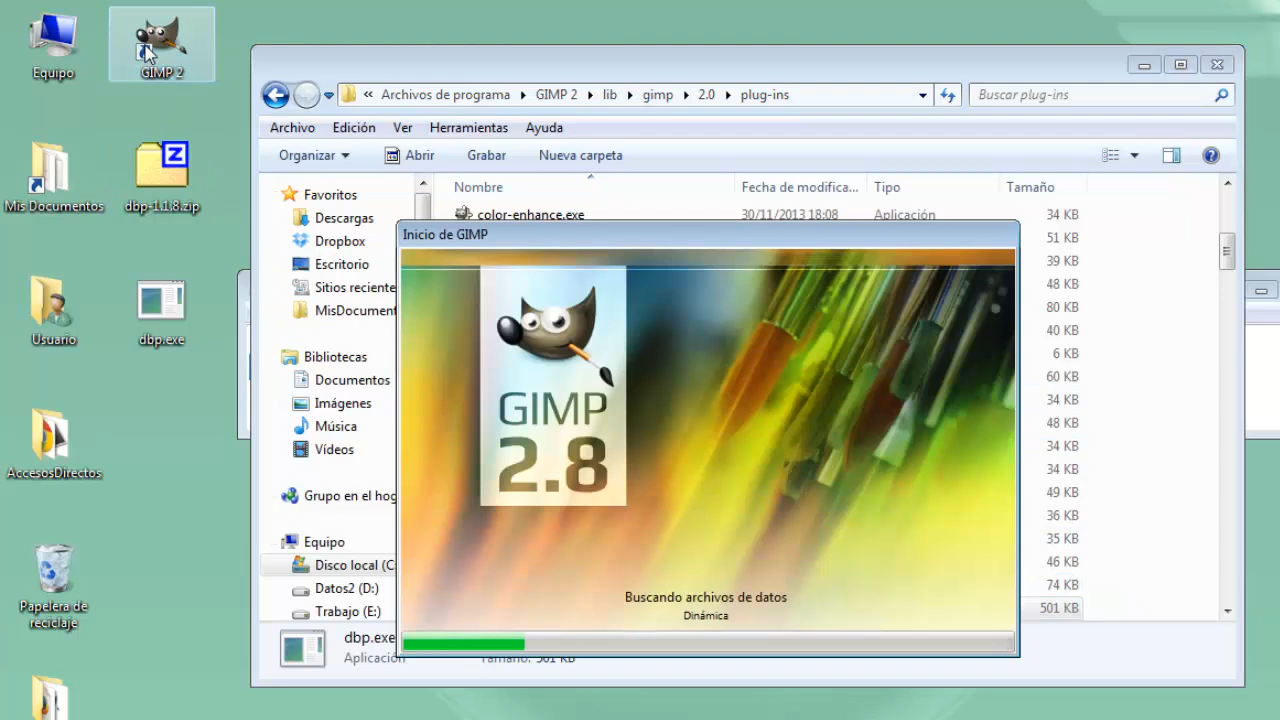 Equipo
GIMP 2
Mis Documentos
dbp-1.1.8.zip
Usuario
dbp.exe
AccesosDirectos
Papelera de
reciclaje
« Archivos de programa ▸ GIMP 2 ▸ lib ▸ gimp ▸ 2.0 ▸ plug-ins
Buscar plug-ins
Archivo Edición Ver Herramientas Ayuda
Organizar Abrir Grabar Nueva carpeta
Favoritos
Descargas
Dropbox
Escritorio
Sitios reciente
MisDocument
Bibliotecas
Documentos
Imágenes
Música
Vídeos
Grupo en el hog
Equipo
Disco local (C
Datos2 (D:)
Trabajo (E:)
Nombre Fecha de modifica... Tipo Tamaño
color-enhance.exe 30/11/2013 18:08 Aplicación 34 KB
51 KB
39 KB
48 KB
80 KB
40 KB
6 KB
60 KB
34 KB
48 KB
34 KB
34 KB
49 KB
36 KB
35 KB
46 KB
74 KB
501 KB
Inicio de GIMP
GIMP
2.8
Buscando archivos de datos
Dinámica
dbp.exe
Aplicación Tamaño: 501 KB